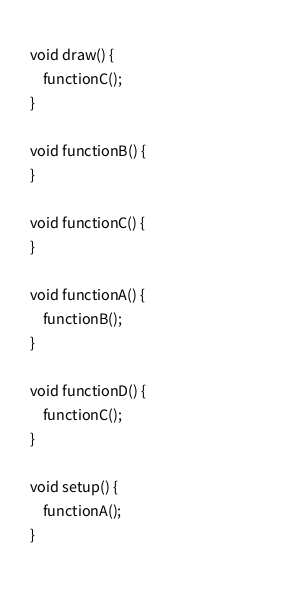 void draw() {
    functionC();
}

void functionB() {
}

void functionC() {
}

void functionA() {
    functionB();
}

void functionD() {
    functionC();
}

void setup() {
    functionA();
}